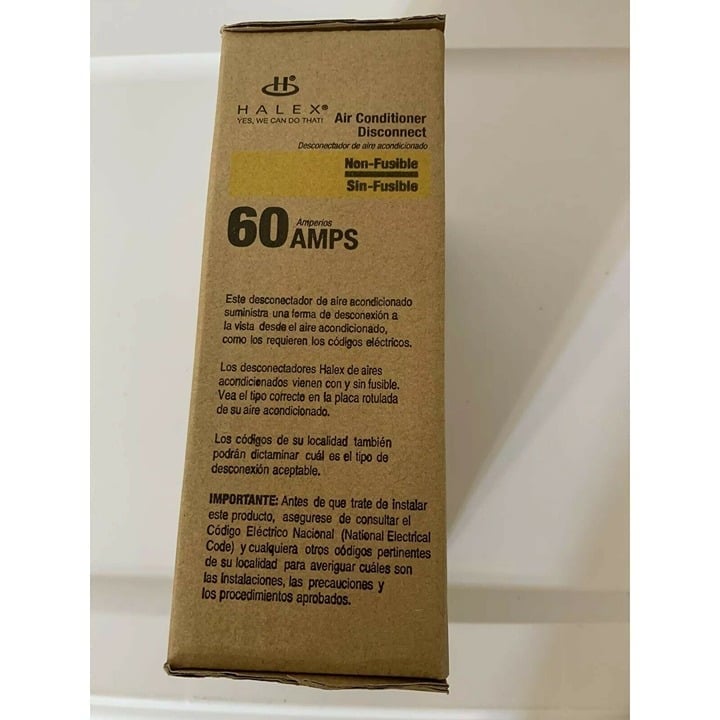 H®
HALEX®
YES, WE CAN DO THAT!
Air Conditioner
Disconnect
Desconectador de aire acondicionado
Non-Fusible
Sin-Fusible
60 Amperios
AMPS
Este desconectador de aire acondicionado
suministra una forma de desconexión a
la vista desde el aire acondicionado,
como los requieren los códigos eléctricos.
Los desconectadores Halex de aires
acondicionados vienen con y sin fusible.
Vea el tipo correcto en la placa rotulada
de su aire acondicionado.
Los códigos de su localidad también
podrán dictaminar cuál es el tipo de
desconexión aceptable.
IMPORTANTE: Antes de que trate de instalar
este producto, asegurese de consultar el
Código Eléctrico Nacional (National Electrical
Code) y cualquiera otros códigos pertinentes
de su localidad para averiguar cuáles son
las instalaciones, las precauciones y
los procedimientos aprobados.